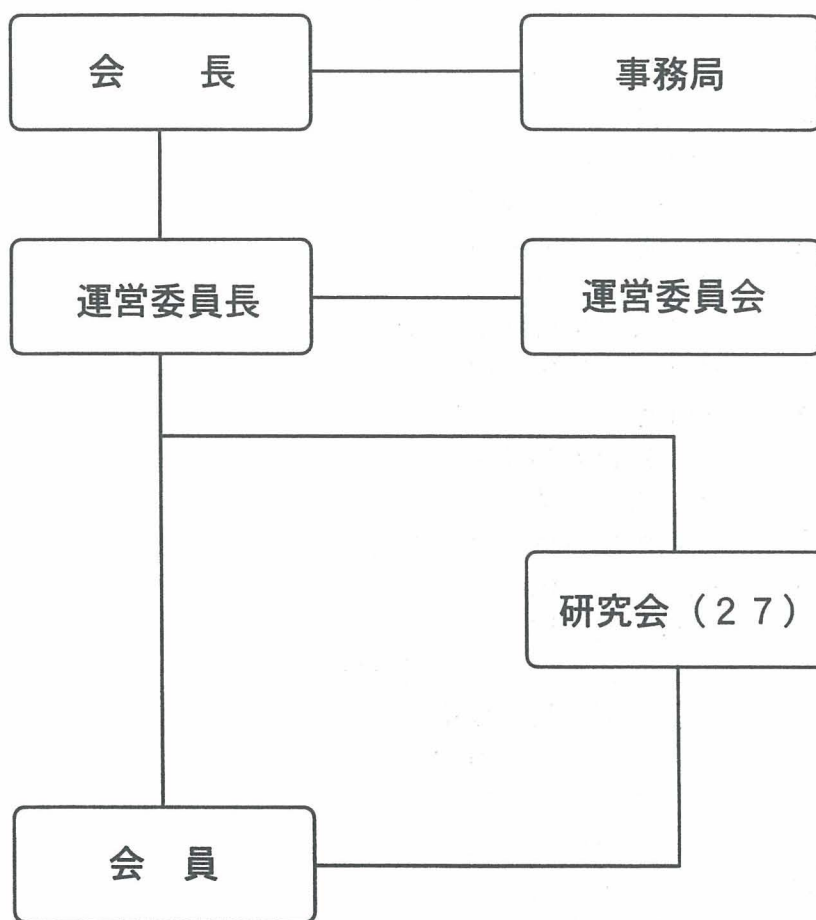 会　　長
事務局
運営委員長
運営委員会
研究会（２７）
会　員